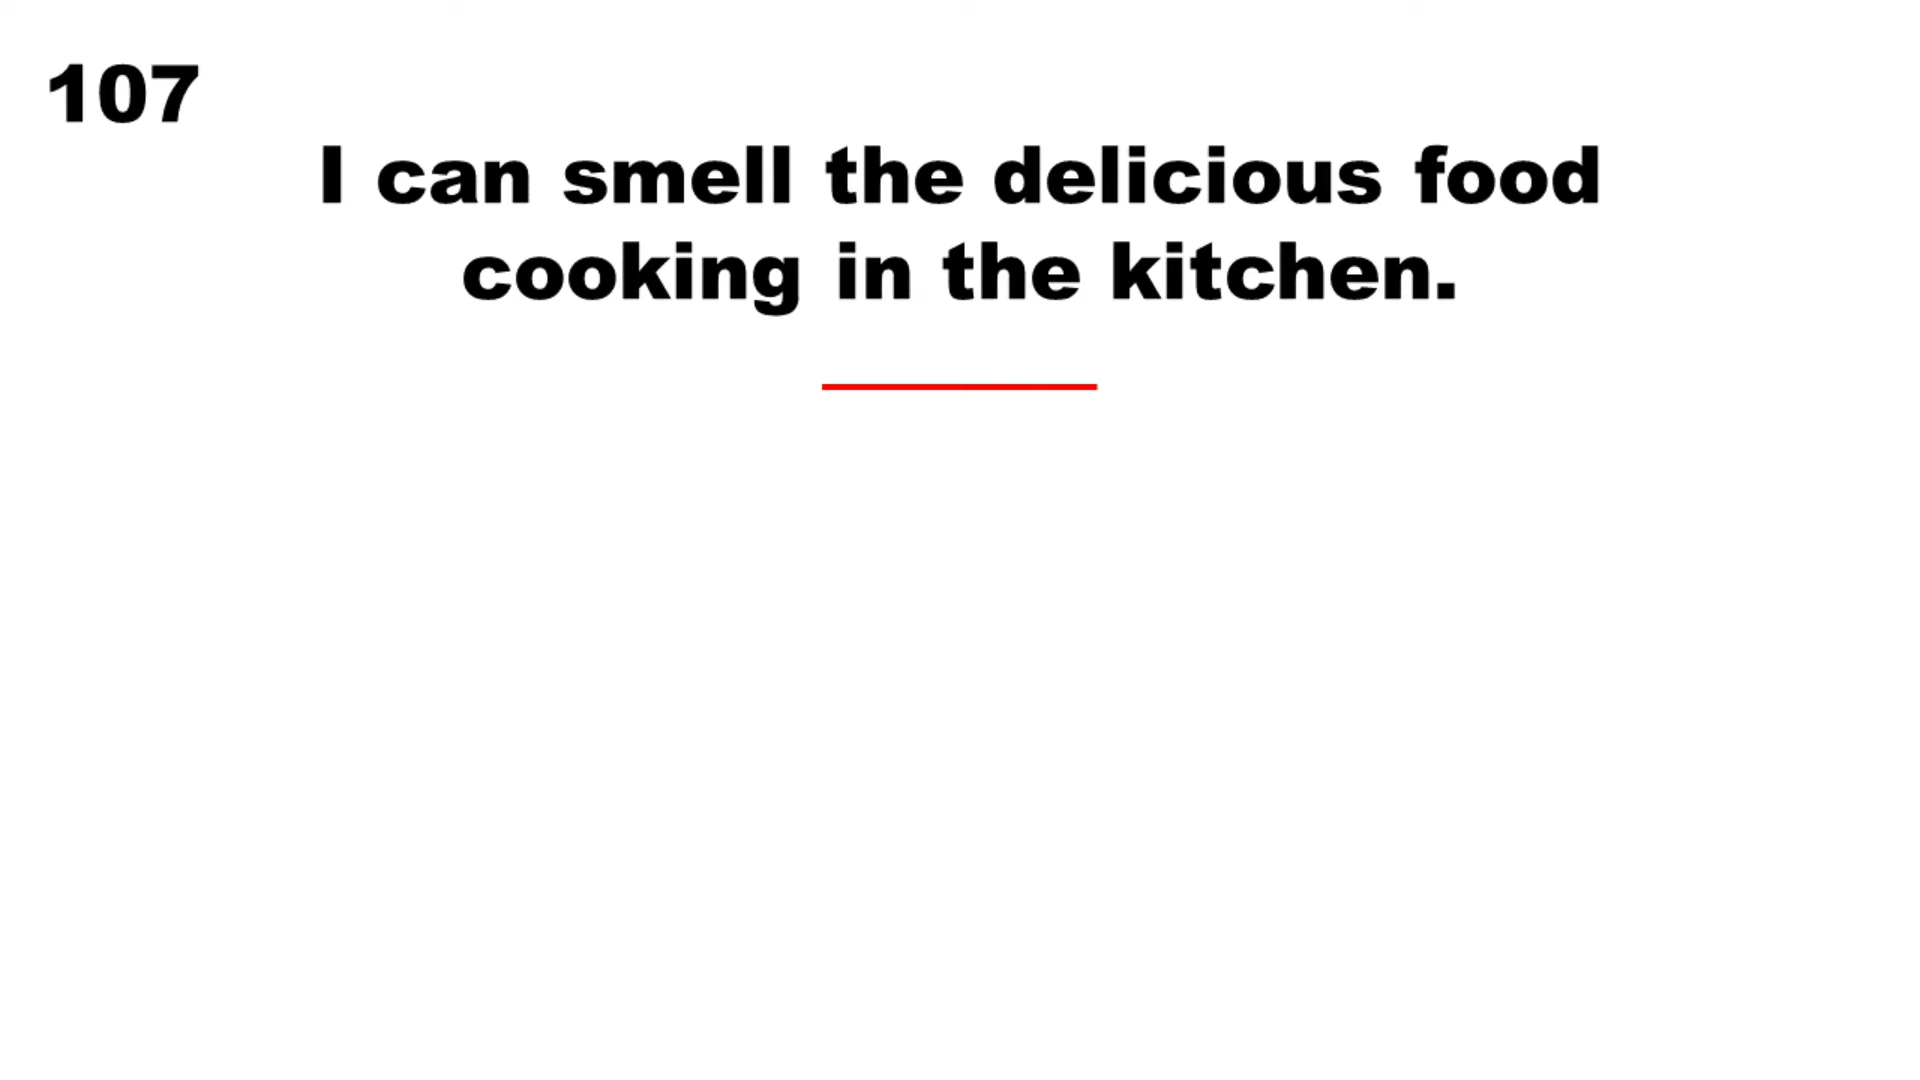 107
I can smell the delicious food
cooking in the kitchen.